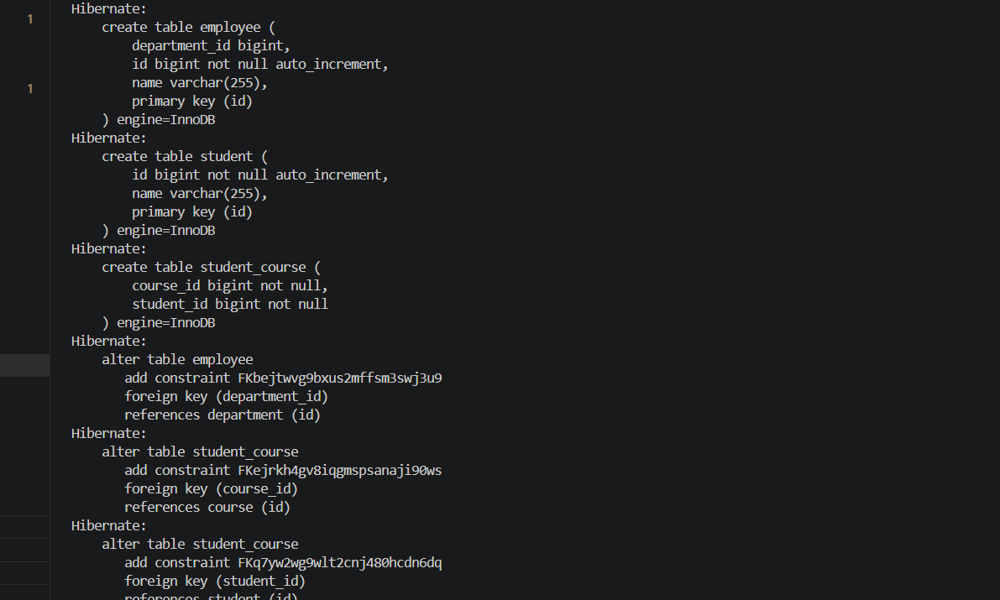 1
1
Hibernate:
    create table employee (
        department_id bigint,
        id bigint not null auto_increment,
        name varchar(255),
        primary key (id)
    ) engine=InnoDB
Hibernate:
    create table student (
        id bigint not null auto_increment,
        name varchar(255),
        primary key (id)
    ) engine=InnoDB
Hibernate:
    create table student_course (
        course_id bigint not null,
        student_id bigint not null
    ) engine=InnoDB
Hibernate:
    alter table employee
       add constraint FKbejtwvg9bxus2mffsm3swj3u9
       foreign key (department_id)
       references department (id)
Hibernate:
    alter table student_course
       add constraint FKejrkh4gv8iqgmspsanaji90ws
       foreign key (course_id)
       references course (id)
Hibernate:
    alter table student_course
       add constraint FKq7yw2wg9wlt2cnj480hcdn6dq
       foreign key (student_id)
       references student (id)